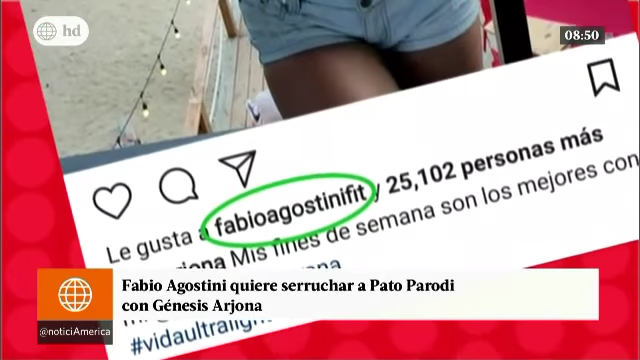 hd
08:50
Le gusta a fabioagostinifit y 25,102 personas más
Mis fines de semana son los mejores con
#vidaultralight
Fabio Agostini quiere serruchar a Pato Parodi
con Génesis Arjona
@noticiAmerica